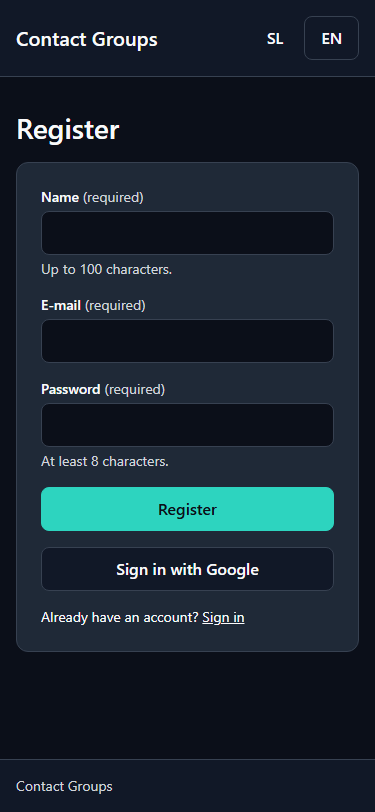 Contact Groups
SL
EN
Register
Name (required)
Up to 100 characters.
E-mail (required)
Password (required)
At least 8 characters.
Register
Sign in with Google
Already have an account? Sign in
Contact Groups